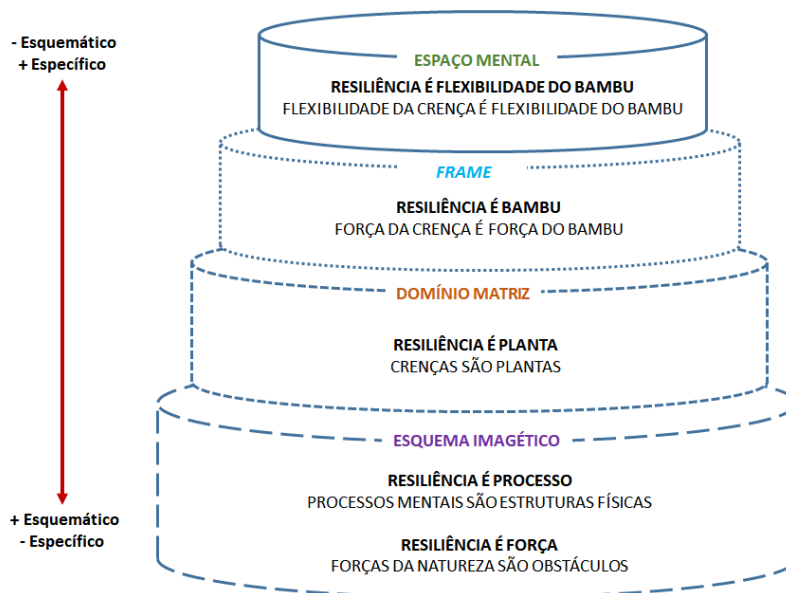 - Esquemático
+ Específico
ESPAÇO MENTAL
RESILIÊNCIA É FLEXIBILIDADE DO BAMBU
FLEXIBILIDADE DA CRENÇA É FLEXIBILIDADE DO BAMBU
FRAME
RESILIÊNCIA É BAMBU
FORÇA DA CRENÇA É FORÇA DO BAMBU
DOMÍNIO MATRIZ
RESILIÊNCIA É PLANTA
CRENÇAS SÃO PLANTAS
ESQUEMA IMAGÉTICO
RESILIÊNCIA É PROCESSO
PROCESSOS MENTAIS SÃO ESTRUTURAS FÍSICAS
RESILIÊNCIA É FORÇA
FORÇAS DA NATUREZA SÃO OBSTÁCULOS
+ Esquemático
- Específico